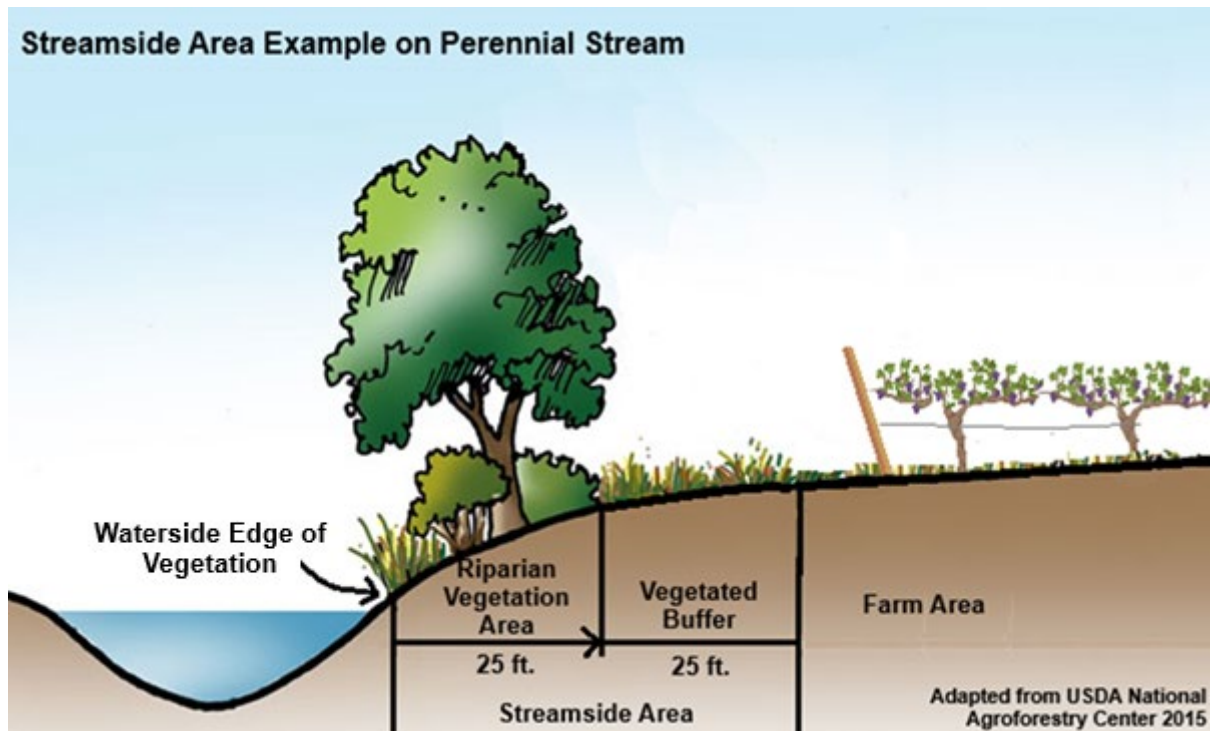 Streamside Area Example on Perennial Stream
Waterside Edge of
Vegetation
Riparian
Vegetation
Area
Vegetated
Buffer
Farm Area
25 ft.
25 ft.
Streamside Area
Adapted from USDA National
Agroforestry Center 2015